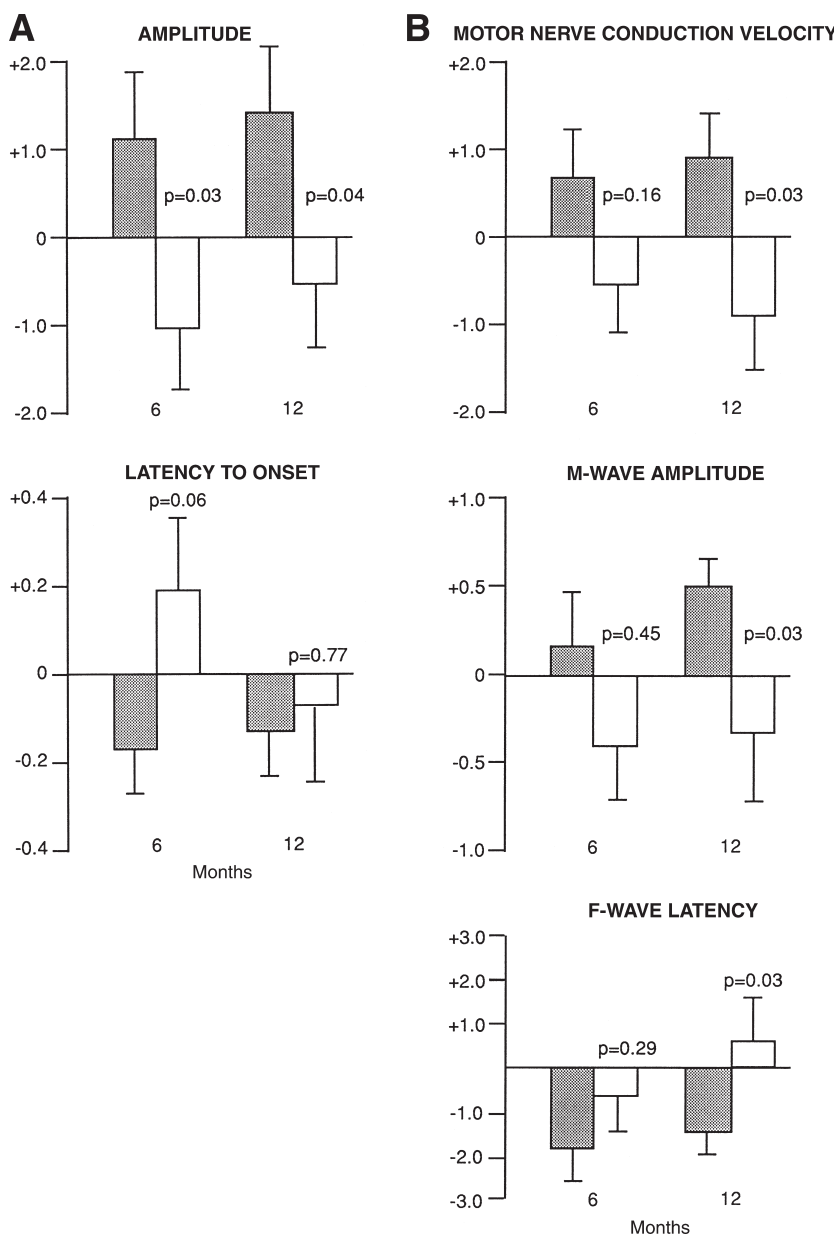 A
AMPLITUDE
+2.0
+1.0
0
-1.0
-2.0
p=0.03
p=0.04
6
12
LATENCY TO ONSET
+0.4
+0.2
0
-0.2
-0.4
p=0.06
p=0.77
6
12
Months
B
MOTOR NERVE CONDUCTION VELOCITY
+2.0
+1.0
0
-1.0
-2.0
p=0.16
p=0.03
6
12
M-WAVE AMPLITUDE
+1.0
+0.5
0
-0.5
-1.0
p=0.45
p=0.03
6
12
F-WAVE LATENCY
+3.0
+2.0
+1.0
-1.0
-2.0
-3.0
p=0.29
p=0.03
6
12
Months